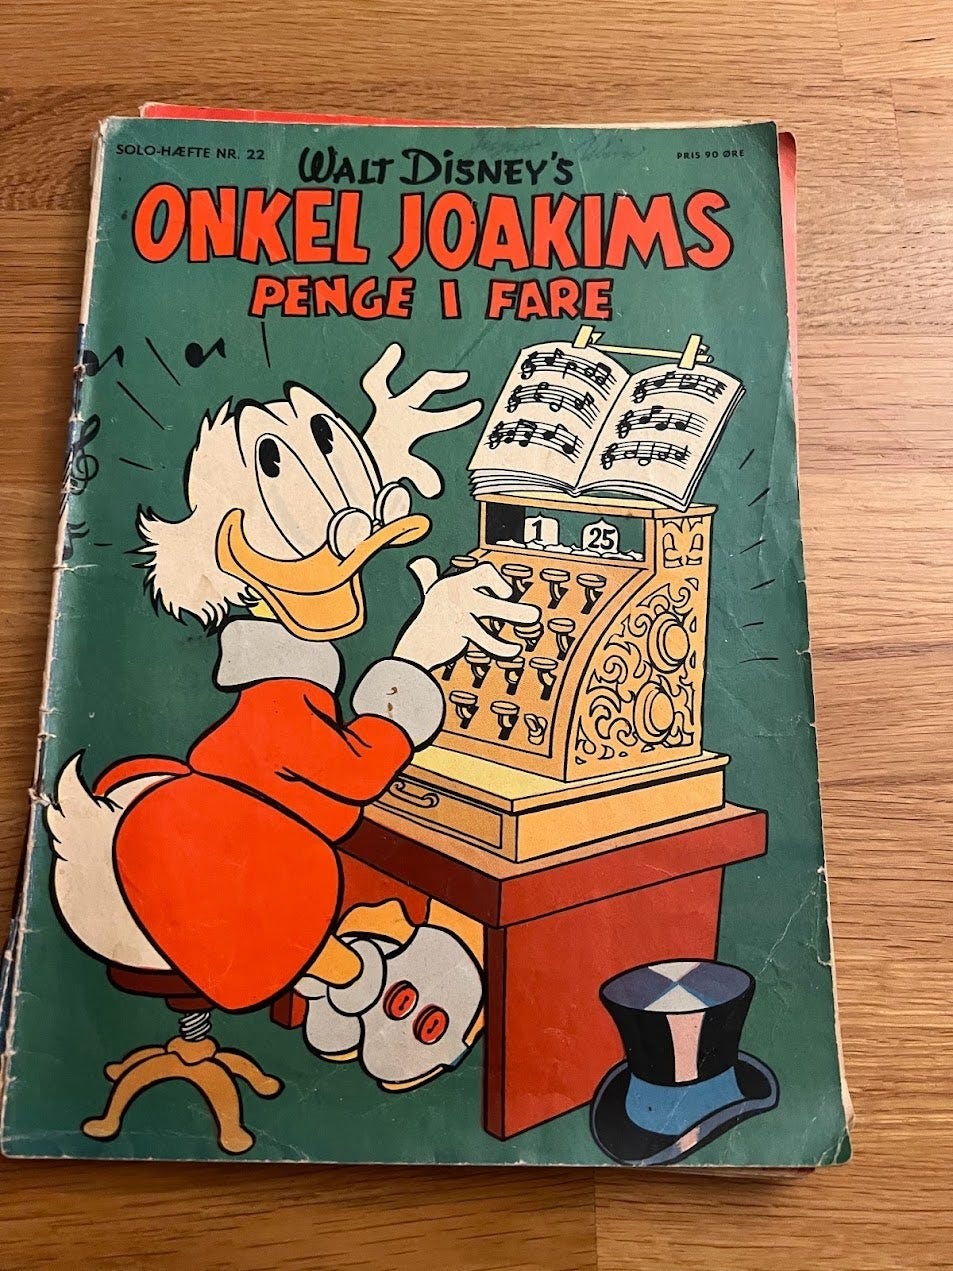 SOLO-HÆFTE NR. 22
WALT DISNEY'S
PRIS 90 ØRE
ONKEL JOAKIMS
PENGE I FARE
1 25